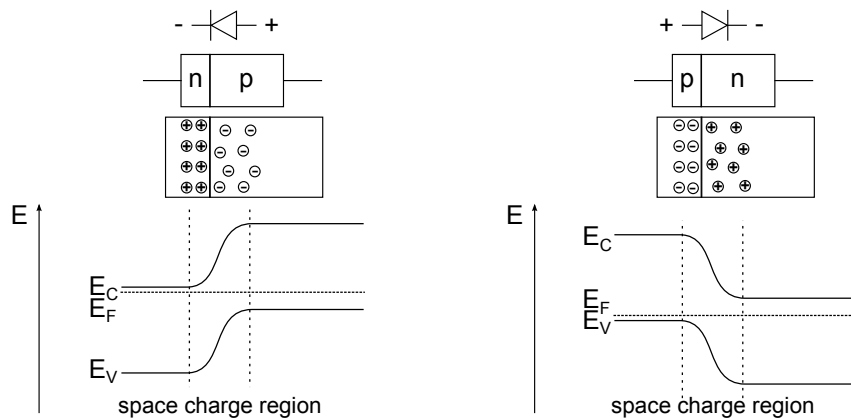 - +
n p
E
E_C
E_F
E_V
space charge region
+ -
p n
E
E_C
E_F
E_V
space charge region